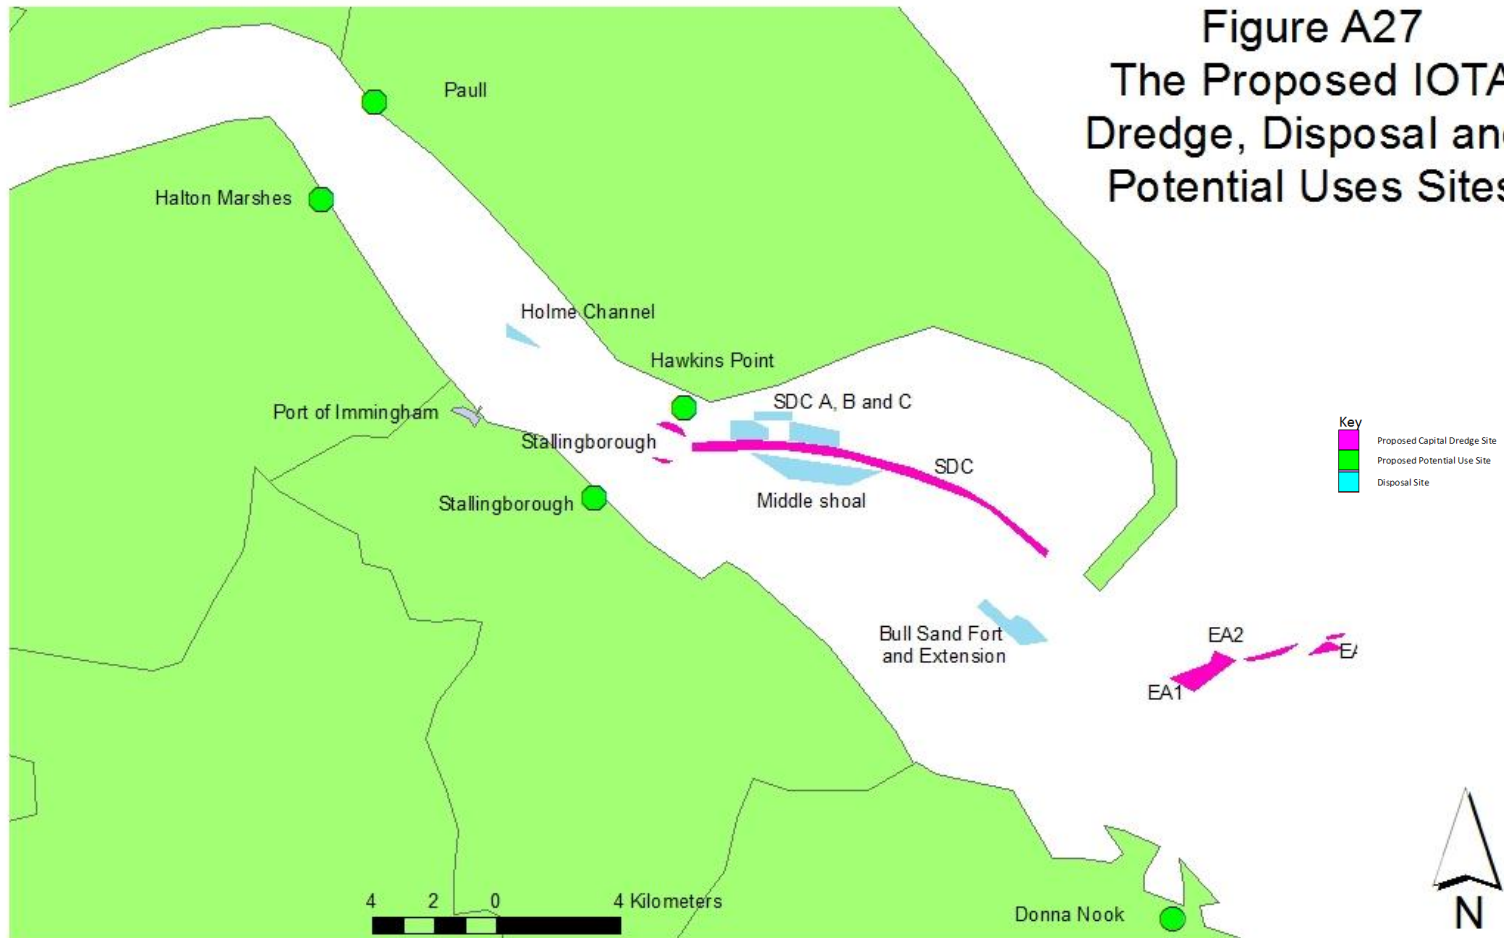 Figure A27
The Proposed IOTA
Dredge, Disposal and
Potential Uses Sites
Paull
Halton Marshes
Holme Channel
Hawkins Point
Port of Immingham
SDC A, B and C
Stallingborough
SDC
Stallingborough
Middle shoal
Key
Proposed Capital Dredge Site
Proposed Potential Use Site
Disposal Site
Bull Sand Fort
and Extension
EA2
EA
EA1
4 2 0 4 Kilometers
Donna Nook
N